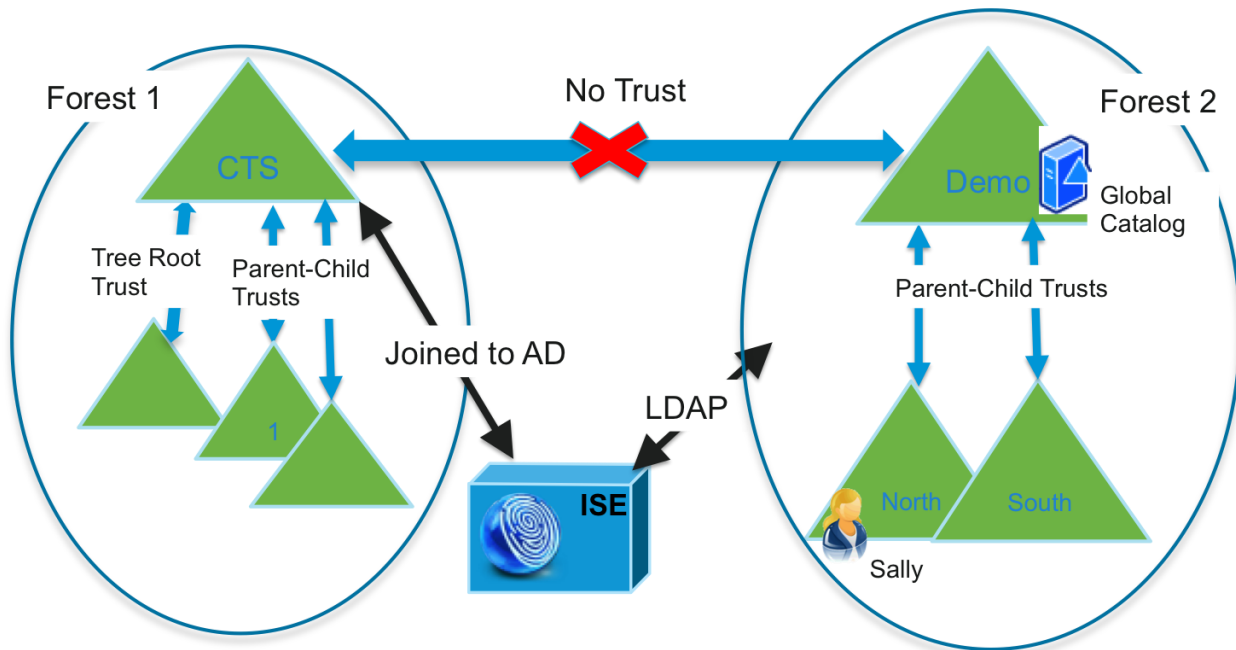 Forest 1
No Trust
Forest 2
CTS
Demo
Global
Catalog
Tree Root
Trust
Parent-Child
Trusts
Parent-Child Trusts
Joined to AD
LDAP
1
ISE
North
South
Sally